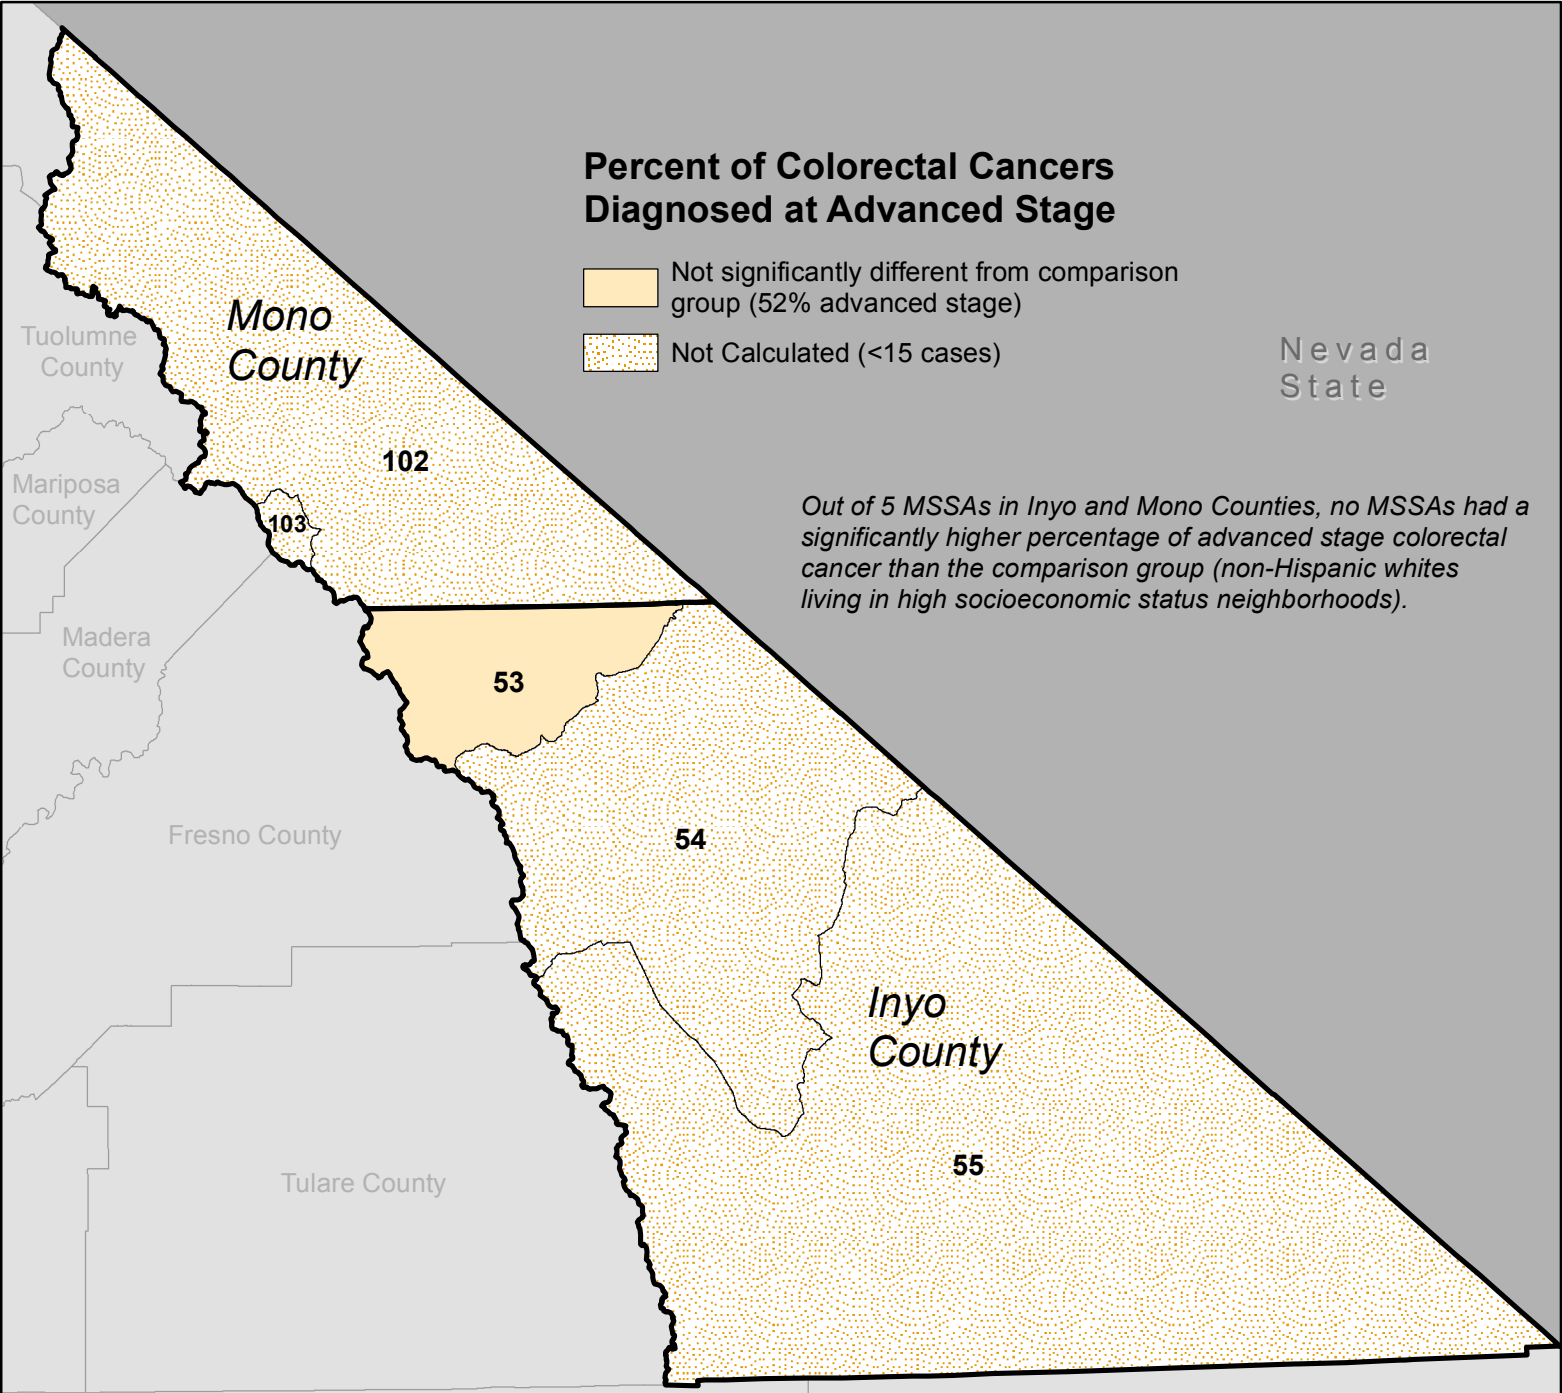 Percent of Colorectal Cancers
Diagnosed at Advanced Stage
Not significantly different from comparison
group (52% advanced stage)
Not Calculated (<15 cases)
Nevada
State
Mono
County
Tuolumne
County
102
Mariposa
County
103
Out of 5 MSSAs in Inyo and Mono Counties, no MSSAs had a
significantly higher percentage of advanced stage colorectal
cancer than the comparison group (non-Hispanic whites
living in high socioeconomic status neighborhoods).
Madera
County
53
Fresno County
54
Inyo
County
55
Tulare County